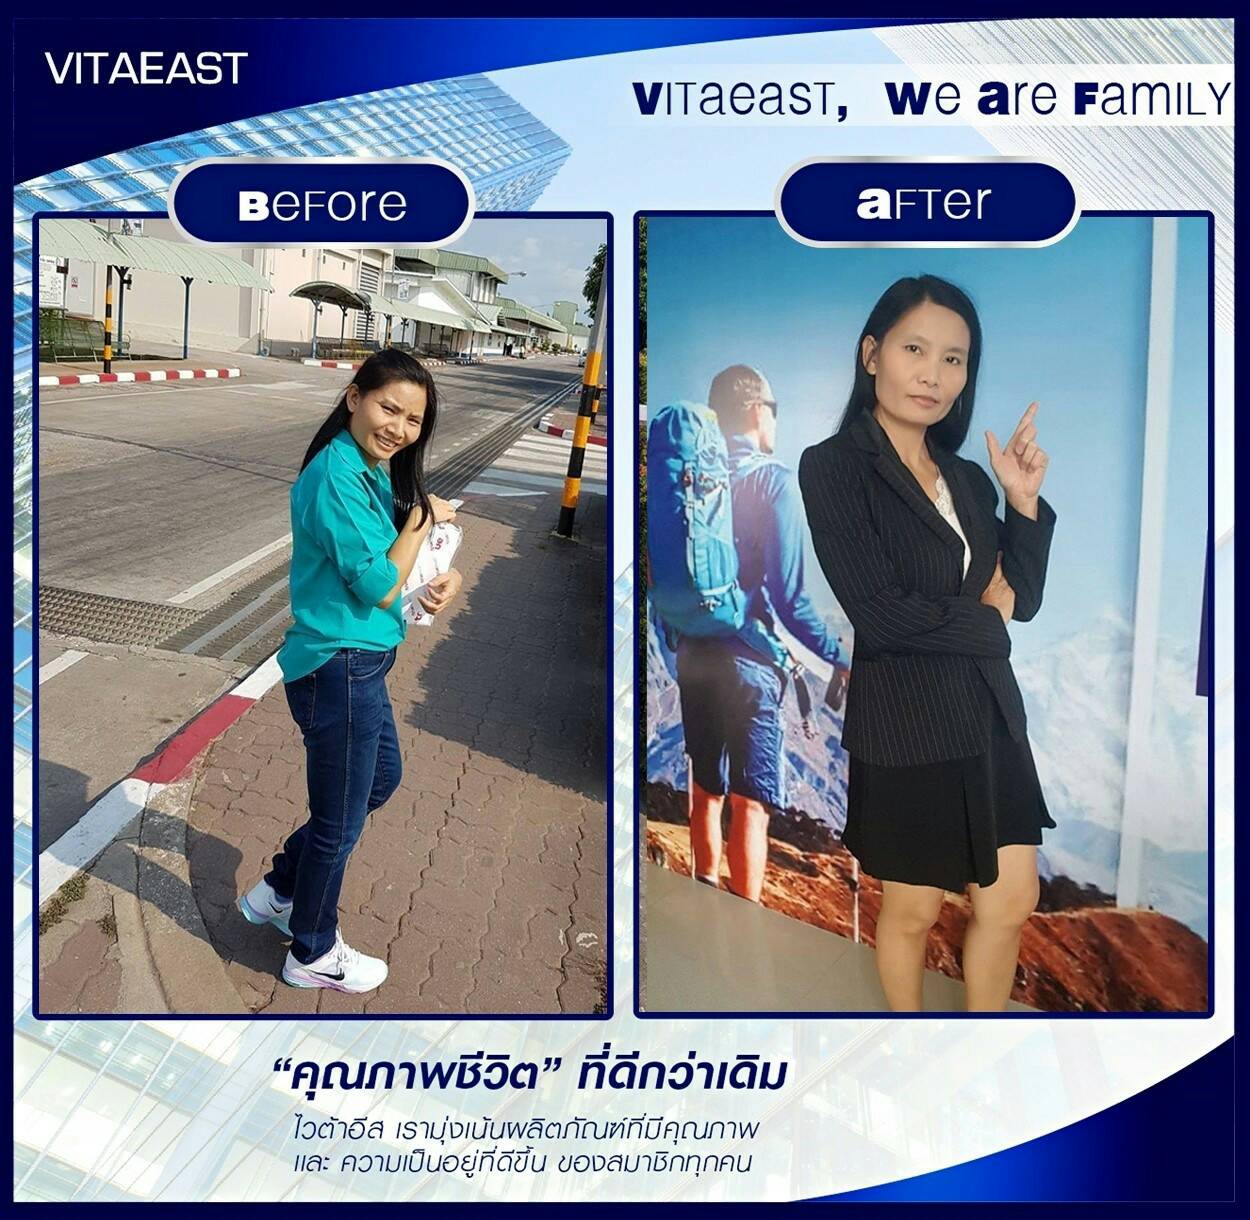 VITAEAST
VITaeasT, We are FamILY
BeFore
aFTer
“คุณภาพชีวิต” ที่ดีกว่าเดิม
ไวต้าอีส เรามุ่งเน้นผลิตภัณฑ์ที่มีคุณภาพ
และ ความเป็นอยู่ที่ดีขึ้น ของสมาชิกทุกคน